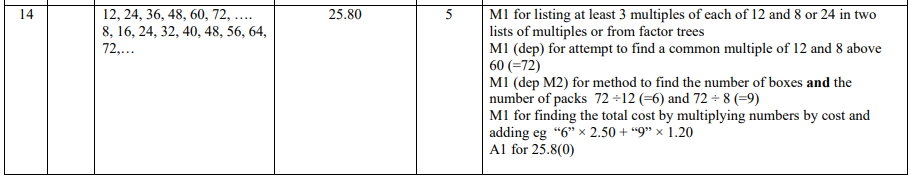 14
12, 24, 36, 48, 60, 72, ….
8, 16, 24, 32, 40, 48, 56, 64,
72,…
25.80
5
M1 for listing at least 3 multiples of each of 12 and 8 or 24 in two
lists of multiples or from factor trees
M1 (dep) for attempt to find a common multiple of 12 and 8 above
60 (=72)
M1 (dep M2) for method to find the number of boxes and the
number of packs  72 ÷12 (=6) and 72 ÷ 8 (=9)
M1 for finding the total cost by multiplying numbers by cost and
adding eg  “6” × 2.50 + “9” × 1.20
A1 for 25.8(0)